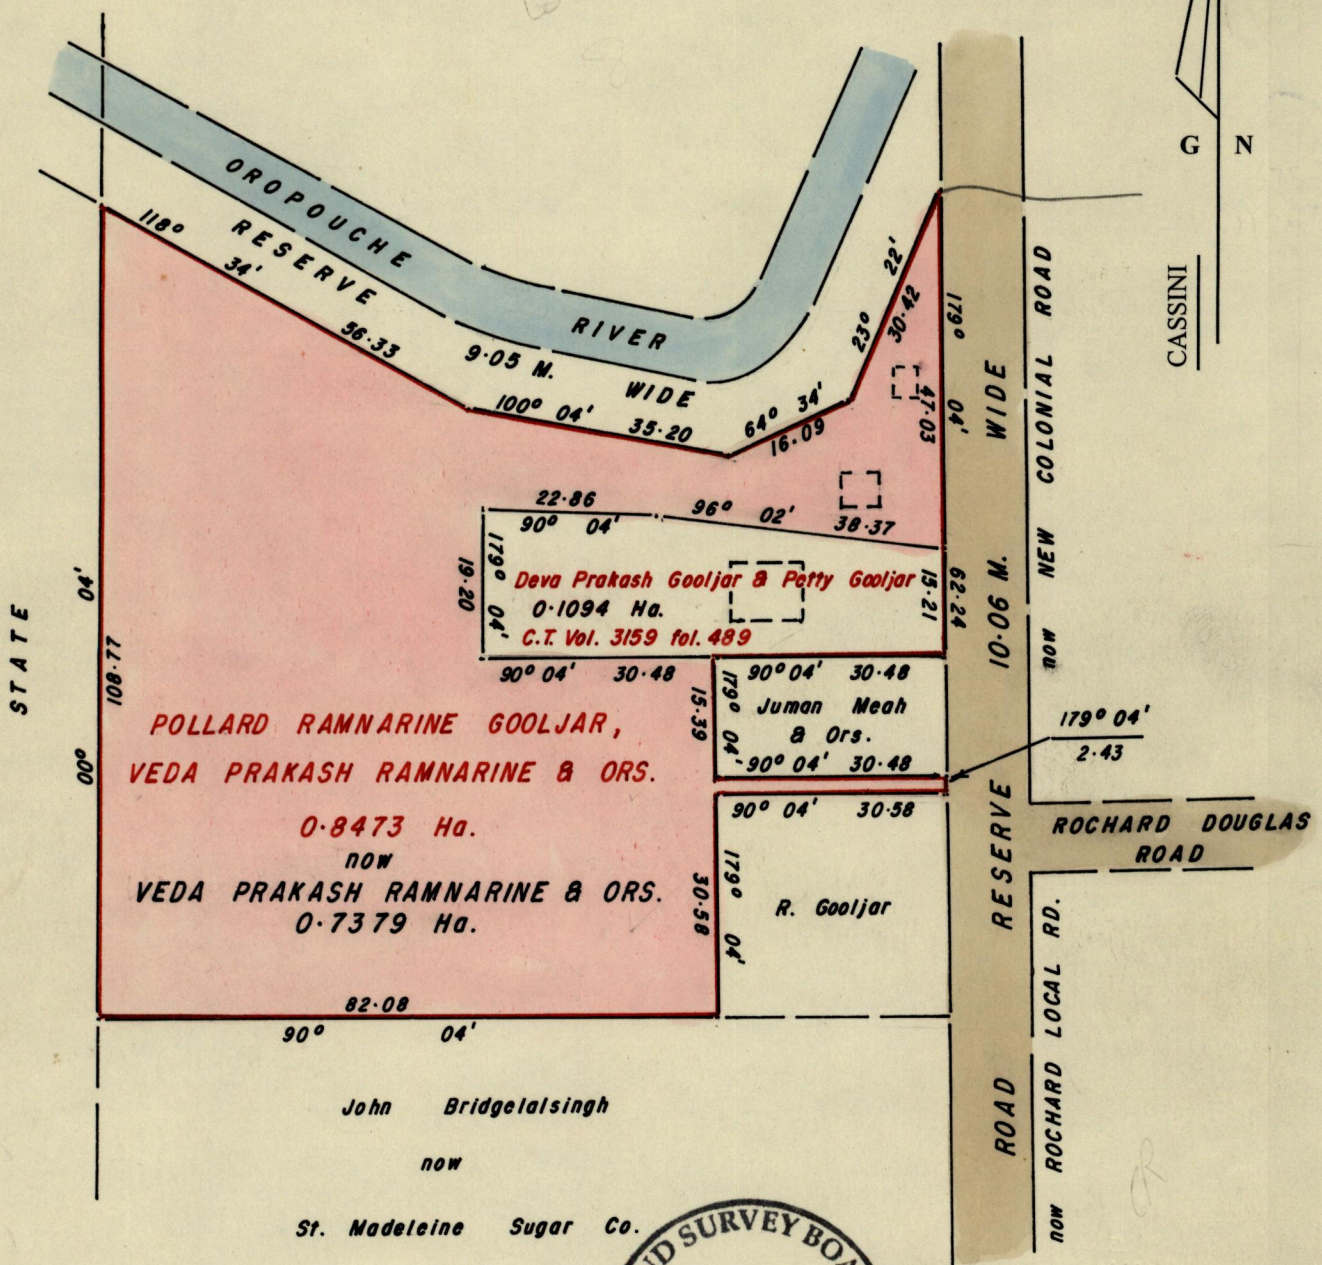 G N
CASSINI
OROPOUCHE
RIVER
RESERVE
9·05 M. WIDE
118° 34' 56·33
100° 04' 35·20
64° 34'
16·09
23° 22'
30·42
179° 04'
47·03
22·86
90° 04'
96° 02'
38·37
179° 04'
19·20
Deva Prakash Gooljar & Petty Gooljar
0·1094 Ha.
C.T. Vol. 3159 fol. 489
15·21
62·24
90° 04' 30·48
90° 04' 30·48
179° 04'
15·39
Juman Meah
& Ors.
90° 04' 30·48
179° 04'
2·43
90° 04' 30·58
179° 04'
30·58
R. Gooljar
STATE
00° 04'
108·77
POLLARD RAMNARINE GOOLJAR,
VEDA PRAKASH RAMNARINE & ORS.
0·8473 Ha.
now
VEDA PRAKASH RAMNARINE & ORS.
0·7379 Ha.
82·08
90° 04'
John Bridgelalsingh
now
St. Madeleine Sugar Co.
ROAD RESERVE 10·06 M. WIDE
now NEW COLONIAL ROAD
ROCHARD DOUGLAS
ROAD
now ROCHARD LOCAL RD.
ND SURVEY BOA